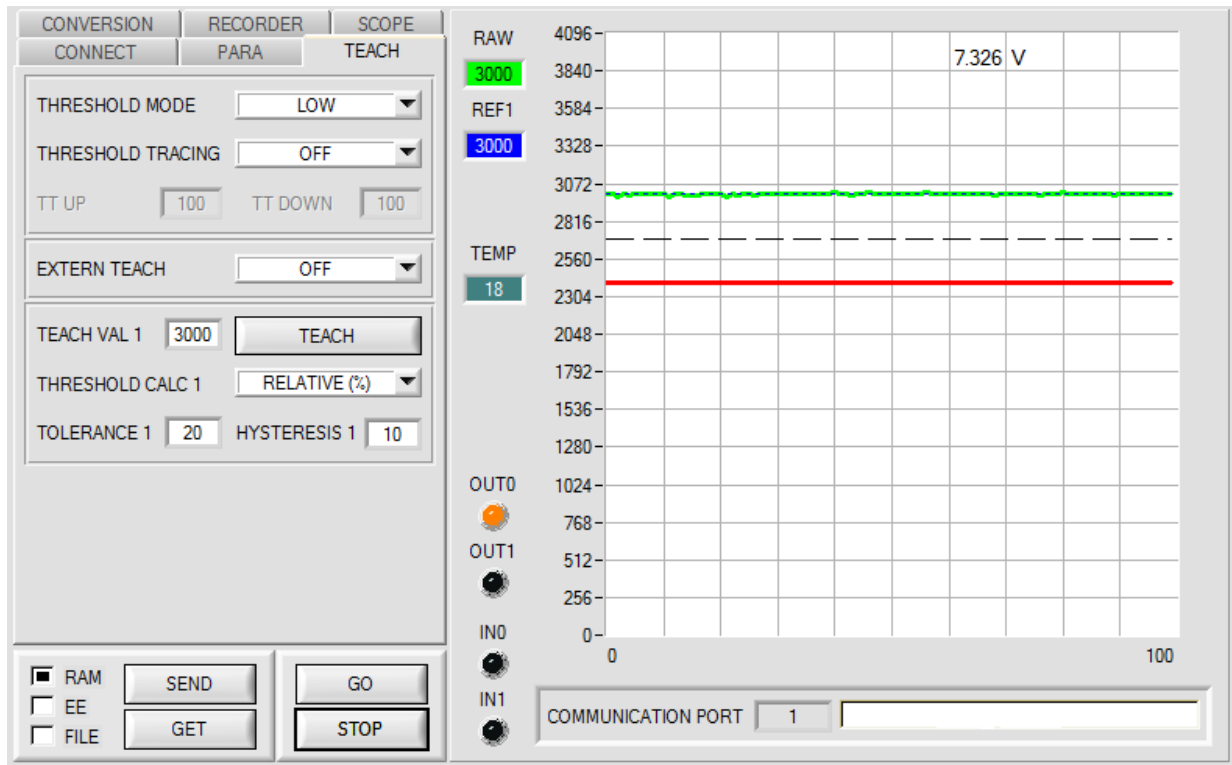 CONVERSION RECORDER SCOPE
CONNECT PARA TEACH
THRESHOLD MODE LOW
THRESHOLD TRACING OFF
TT UP 100 TT DOWN 100
EXTERN TEACH OFF
TEACH VAL 1 3000 TEACH
THRESHOLD CALC 1 RELATIVE (%)
TOLERANCE 1 20 HYSTERESIS 1 10
RAM
EE
FILE
SEND
GET
GO
STOP
RAW
3000
REF1
3000
TEMP
18
OUT0
OUT1
IN0
IN1
7.326 V
4096
3840
3584
3328
3072
2816
2560
2304
2048
1792
1536
1280
1024
768
512
256
0
0 100
COMMUNICATION PORT 1